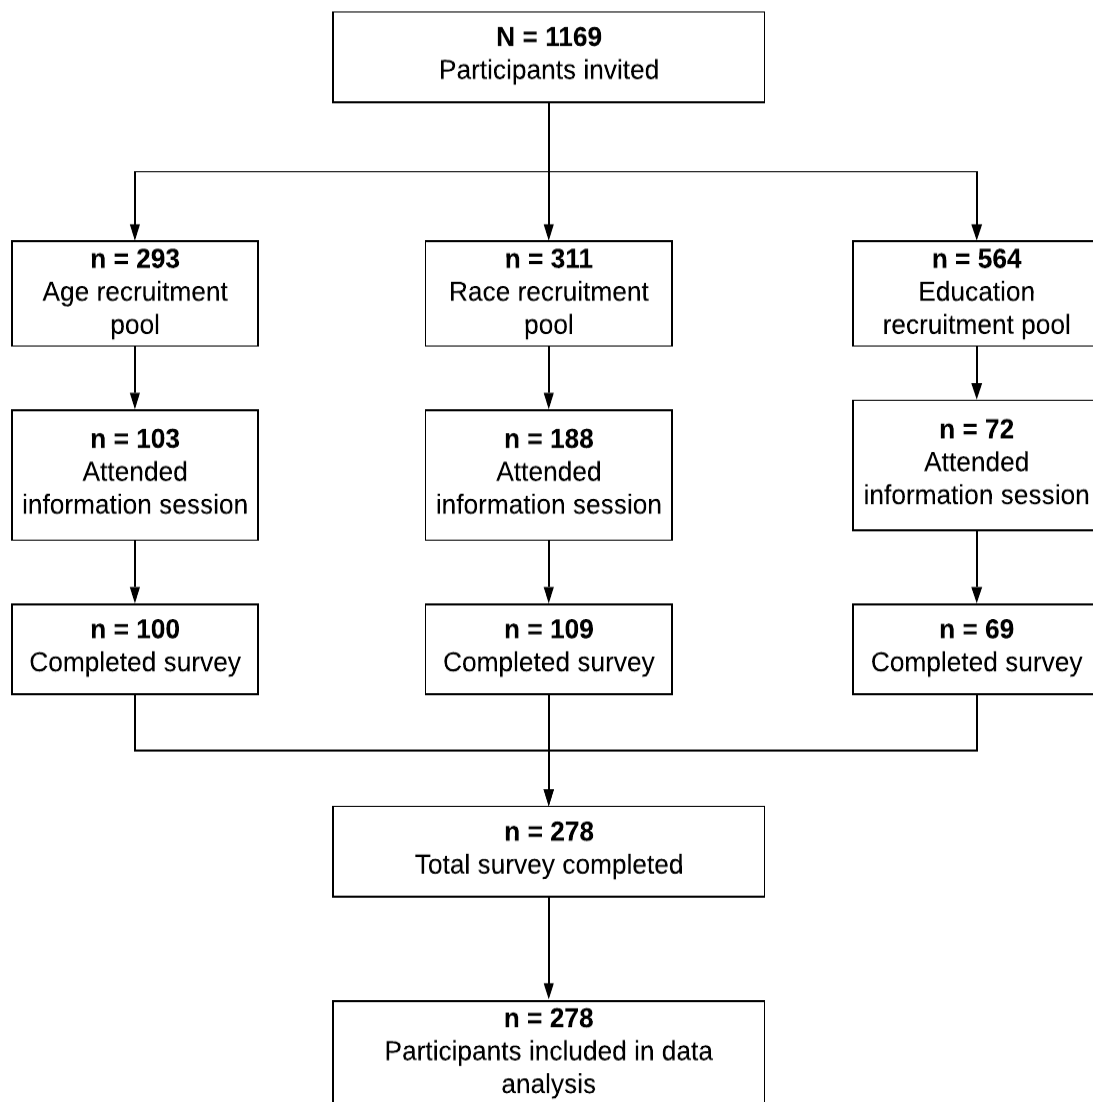 N = 1169
Participants invited
n = 293
Age recruitment
pool
n = 311
Race recruitment
pool
n = 564
Education
recruitment pool
n = 103
Attended
information session
n = 188
Attended
information session
n = 72
Attended
information session
n = 100
Completed survey
n = 109
Completed survey
n = 69
Completed survey
n = 278
Total survey completed
n = 278
Participants included in data
analysis